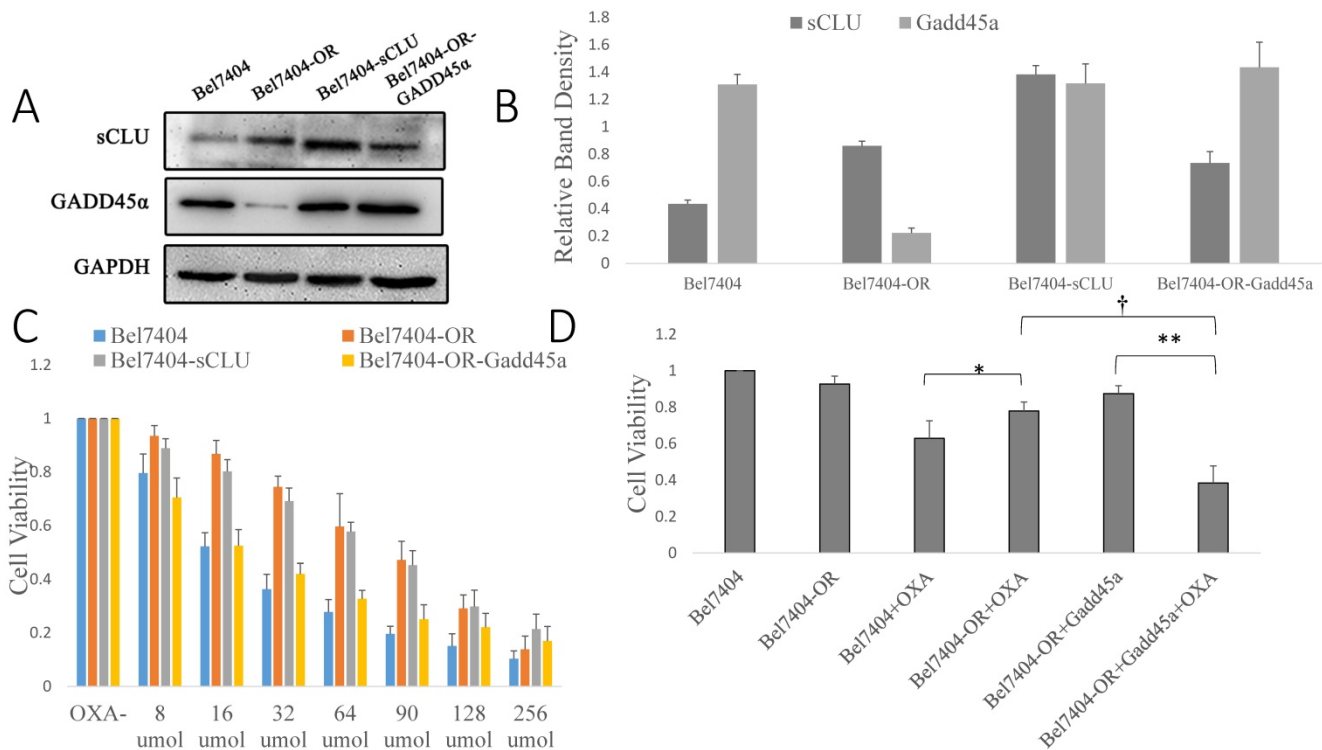 A
Bel7404
Bel7404-OR
Bel7404-sCLU
Bel7404-OR-
GADD45α
sCLU
GADD45α
GAPDH
B
sCLU
Gadd45a
Relative Band Density
1.8
1.6
1.4
1.2
1
0.8
0.6
0.4
0.2
0
Bel7404
Bel7404-OR
Bel7404-sCLU
Bel7404-OR-Gadd45a
C
Bel7404
Bel7404-OR
Bel7404-sCLU
Bel7404-OR-Gadd45a
Cell Viability
1.2
1
0.8
0.6
0.4
0.2
0
OXA-
8
umol
16
umol
32
umol
64
umol
90
umol
128
umol
256
umol
D
Cell Viability
1.2
1
0.8
0.6
0.4
0.2
0
*
†
**
Bel7404
Bel7404-OR
Bel7404+OXA
Bel7404-OR+OXA
Bel7404-OR+Gadd45a
Bel7404-OR+Gadd45a+OXA